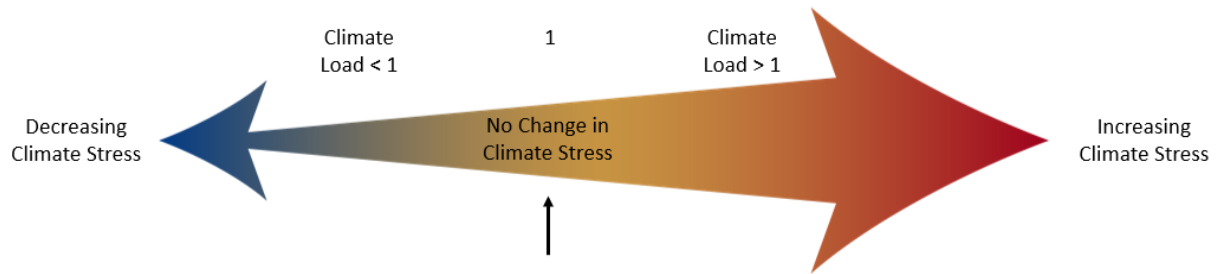 Climate
Load < 1
1
Climate
Load > 1
Decreasing
Climate Stress
No Change in
Climate Stress
Increasing
Climate Stress